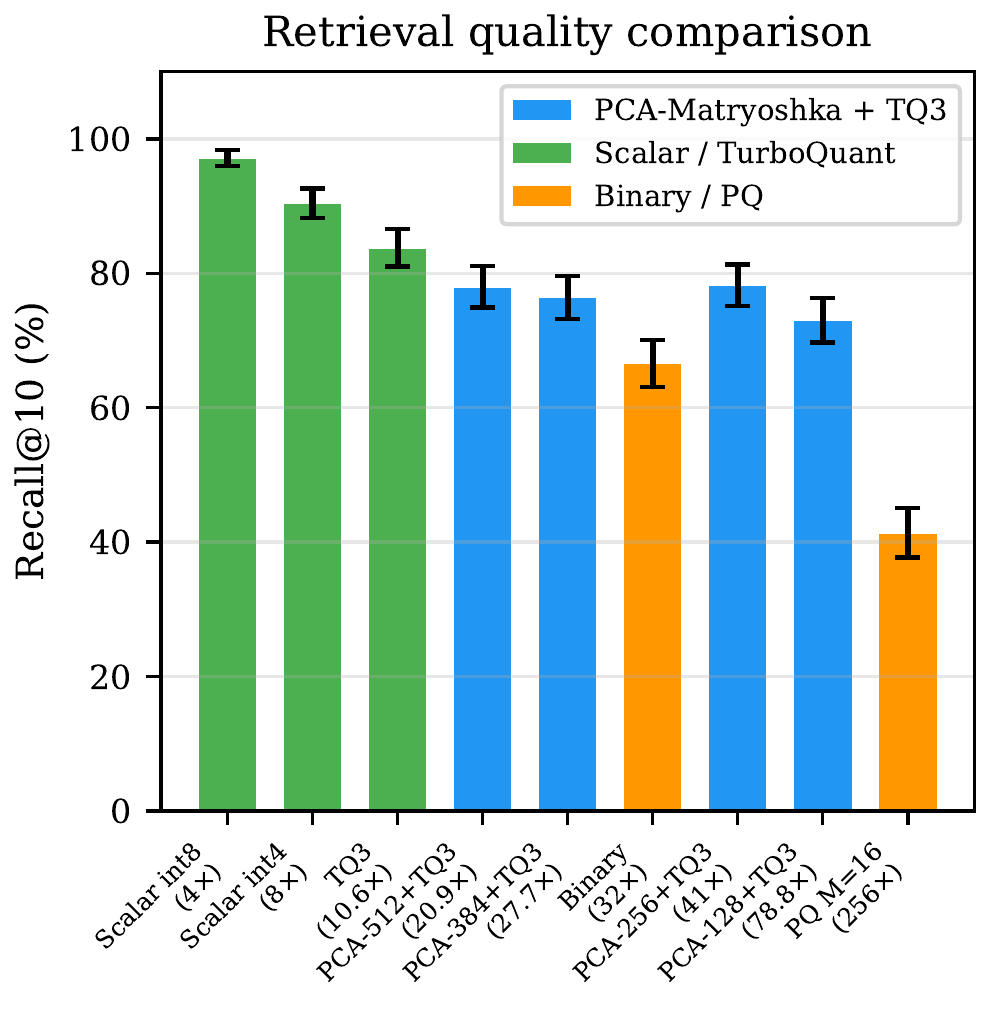 Retrieval quality comparison
PCA-Matryoshka + TQ3
Scalar / TurboQuant
Binary / PQ
Recall@10 (%)
100
80
60
40
20
0
Scalar int8
(4×)
Scalar int4
(8×)
TQ3
(10.6×)
PCA-512+TQ3
(20.9×)
PCA-384+TQ3
(27.7×)
Binary
(32×)
PCA-256+TQ3
(41×)
PCA-128+TQ3
(78.8×)
PQ M=16
(256×)